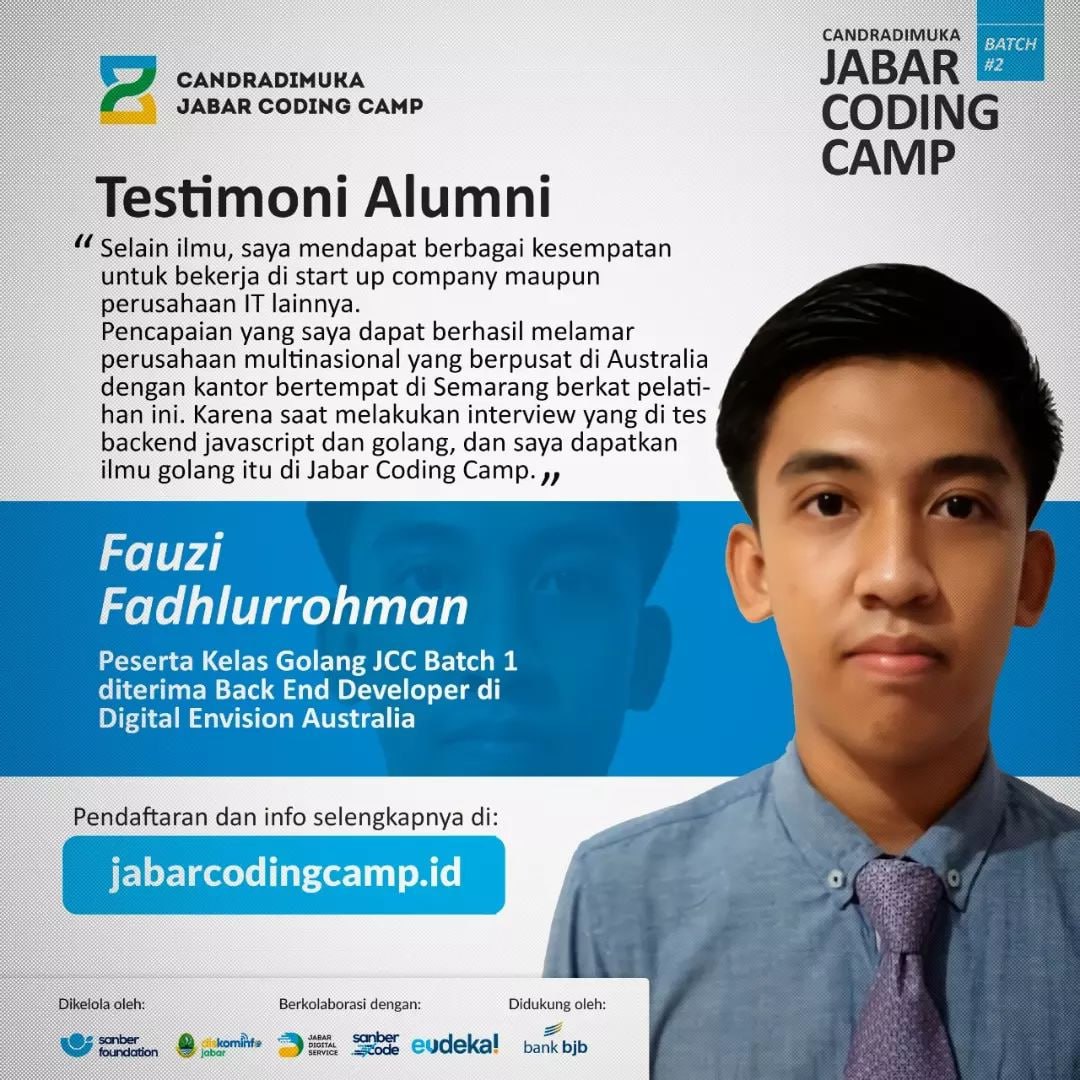 CANDRADIMUKA
JABAR CODING CAMP
CANDRADIMUKA
JABAR
CODING
CAMP
BATCH
#2
Testimoni Alumni
“ Selain ilmu, saya mendapat berbagai kesempatan
untuk bekerja di start up company maupun
perusahaan IT lainnya.
Pencapaian yang saya dapat berhasil melamar
perusahaan multinasional yang berpusat di Australia
dengan kantor bertempat di Semarang berkat pelati-
han ini. Karena saat melakukan interview yang di tes
backend javascript dan golang, dan saya dapatkan
ilmu golang itu di Jabar Coding Camp. „
Fauzi
Fadhlurrohman
Peserta Kelas Golang JCC Batch 1
diterima Back End Developer di
Digital Envision Australia
Pendaftaran dan info selengkapnya di:
jabarcodingcamp.id
Dikelola oleh:
sanber
foundation
diskominfo
jabar
Berkolaborasi dengan:
JABAR
DIGITAL
SERVICE
sanber
code
eudeka!
Didukung oleh:
bank bjb